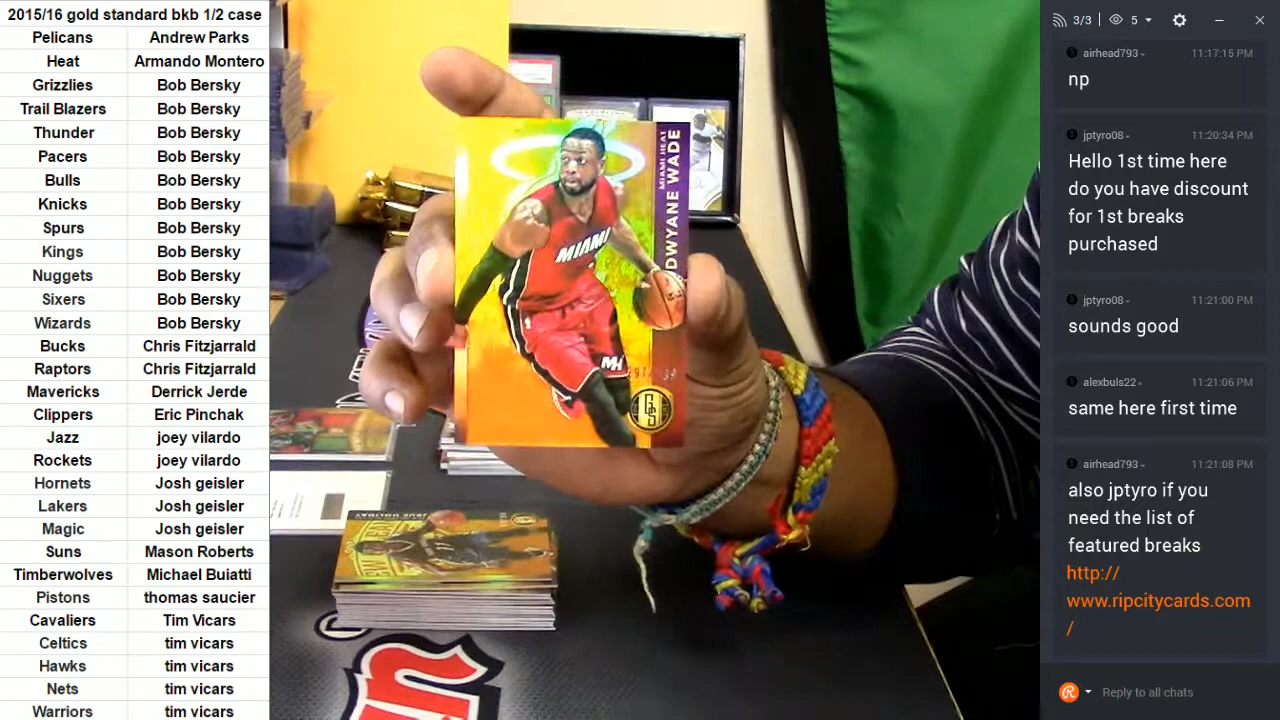 2015/16 gold standard bkb 1/2 case
Pelicans Andrew Parks
Heat Armando Montero
Grizzlies Bob Bersky
Trail Blazers Bob Bersky
Thunder Bob Bersky
Pacers Bob Bersky
Bulls Bob Bersky
Knicks Bob Bersky
Spurs Bob Bersky
Kings Bob Bersky
Nuggets Bob Bersky
Sixers Bob Bersky
Wizards Bob Bersky
Bucks Chris Fitzjarrald
Raptors Chris Fitzjarrald
Mavericks Derrick Jerde
Clippers Eric Pinchak
Jazz joey vilardo
Rockets joey vilardo
Hornets Josh geisler
Lakers Josh geisler
Magic Josh geisler
Suns Mason Roberts
Timberwolves Michael Buiatti
Pistons thomas saucier
Cavaliers Tim Vicars
Celtics tim vicars
Hawks tim vicars
Nets tim vicars
Warriors tim vicars
MIAMI HEAT
DWYANE WADE
MIAMI
MH
GS
3/3 5
airhead793 11:17:15 PM
np
jptyro08 11:20:34 PM
Hello 1st time here
do you have discount
for 1st breaks
purchased
jptyro08 11:21:00 PM
sounds good
alexbuls22 11:21:06 PM
same here first time
airhead793 11:21:08 PM
also jptyro if you
need the list of
featured breaks
http://
www.ripcitycards.com
/
Reply to all chats